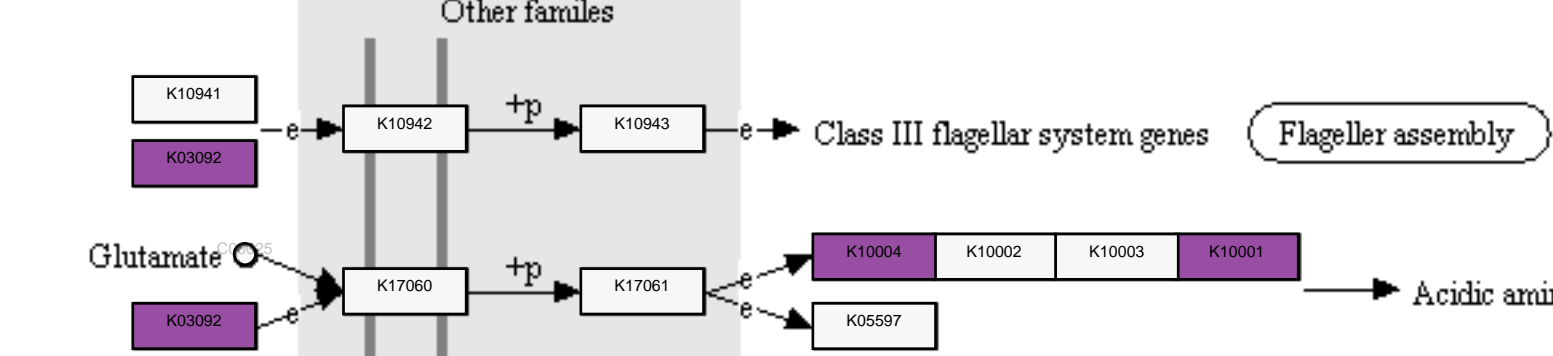 Other familes
K10941
K03092
e
K10942
+p
K10943
e
Class III flagellar system genes
Flageller assembly
Glutamate
K03092
e
K17060
+p
K17061
e
e
K10004
K10002
K10003
K10001
K05597
Acidic ami